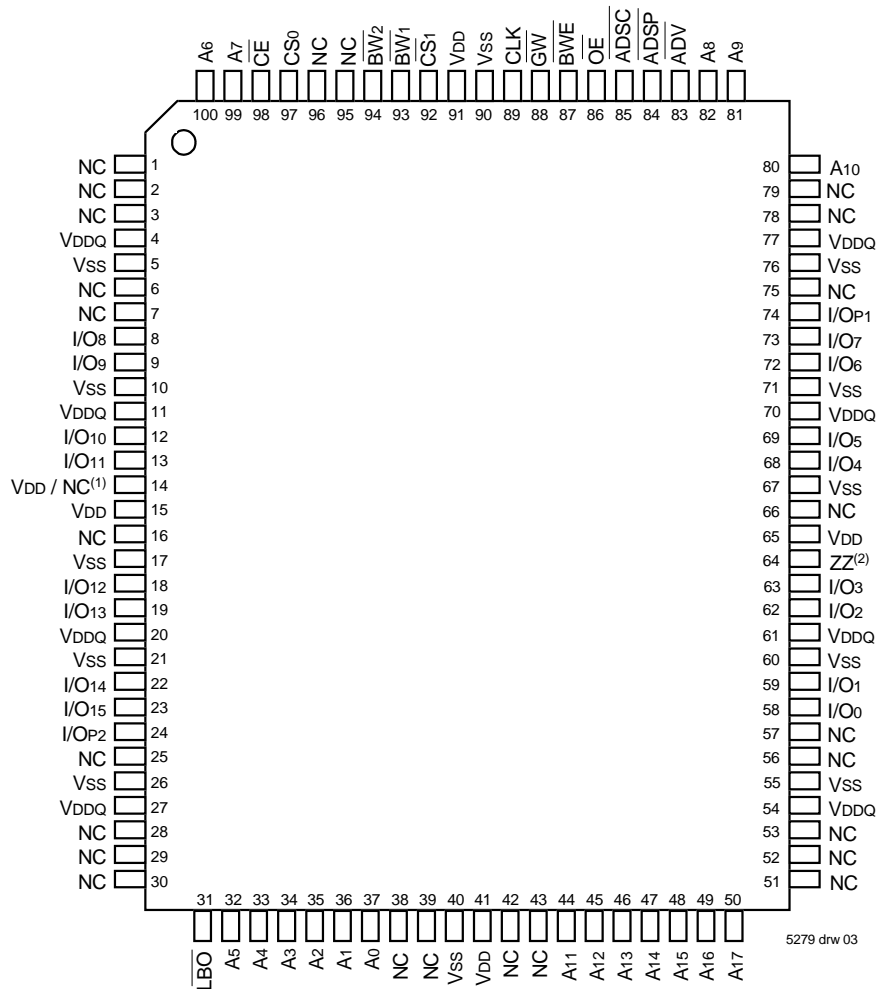 A6 A7 CE CS0 NC NC BW2 BW1 CS1 VDD VSS CLK GW BWE OE ADSC ADSP ADV A8 A9
100 99 98 97 96 95 94 93 92 91 90 89 88 87 86 85 84 83 82 81
NC 1 80 A10
NC 2 79 NC
NC 3 78 NC
VDDQ 4 77 VDDQ
VSS 5 76 VSS
NC 6 75 NC
NC 7 74 I/OP1
I/O8 8 73 I/O7
I/O9 9 72 I/O6
VSS 10 71 VSS
VDDQ 11 70 VDDQ
I/O10 12 69 I/O5
I/O11 13 68 I/O4
VDD / NC(1) 14 67 VSS
VDD 15 66 NC
NC 16 65 VDD
VSS 17 64 ZZ(2)
I/O12 18 63 I/O3
I/O13 19 62 I/O2
VDDQ 20 61 VDDQ
VSS 21 60 VSS
I/O14 22 59 I/O1
I/O15 23 58 I/O0
I/OP2 24 57 NC
NC 25 56 NC
VSS 26 55 VSS
VDDQ 27 54 VDDQ
NC 28 53 NC
NC 29 52 NC
NC 30 51 NC
31 32 33 34 35 36 37 38 39 40 41 42 43 44 45 46 47 48 49 50
LBO A5 A4 A3 A2 A1 A0 NC NC VSS VDD NC NC A11 A12 A13 A14 A15 A16 A17
5279 drw 03